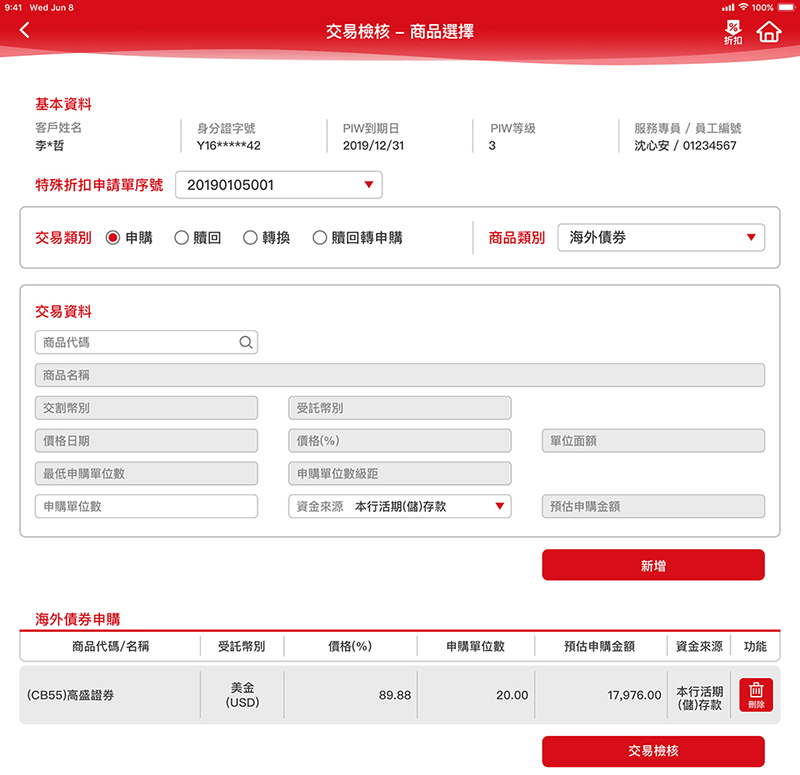 9:41 Wed Jun 8 100%
交易檢核 – 商品選擇
折扣
基本資料
客戶姓名 身分證字號 PIW到期日 PIW等級 服務專員 / 員工編號
李*哲 Y16*****42 2019/12/31 3 沈心安 / 01234567
特殊折扣申請單序號 20190105001
交易類別 申購 贖回 轉換 贖回轉申購 商品類別 海外債券
交易資料
商品代碼
商品名稱
交割幣別 受託幣別
價格日期 價格(%) 單位面額
最低申購單位數 申購單位數級距
申購單位數 資金來源 本行活期(儲)存款 預估申購金額
新增
海外債券申購
商品代碼/名稱 受託幣別 價格(%) 申購單位數 預估申購金額 資金來源 功能
(CB55)高盛證券 美金 (USD) 89.88 20.00 17,976.00 本行活期 (儲)存款 刪除
交易檢核